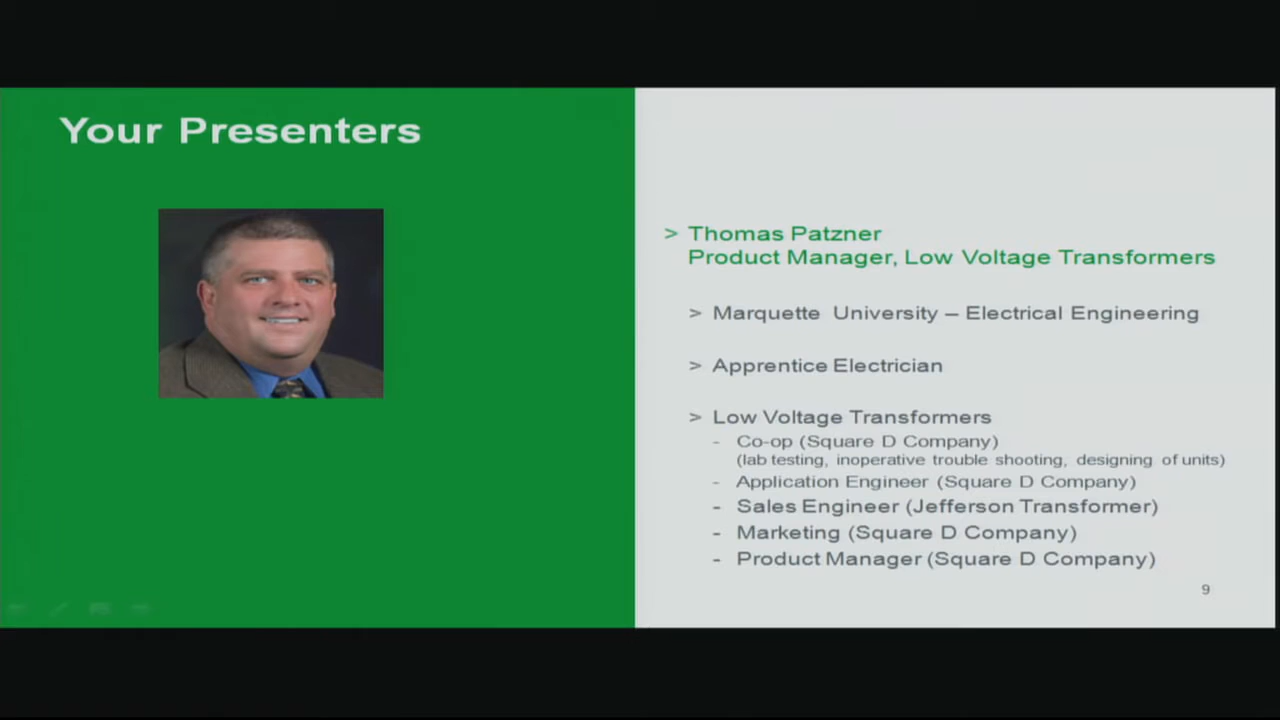 Your Presenters
> Thomas Patzner
Product Manager, Low Voltage Transformers
> Marquette University – Electrical Engineering
> Apprentice Electrician
> Low Voltage Transformers
- Co-op (Square D Company)
(lab testing, inoperative trouble shooting, designing of units)
- Application Engineer (Square D Company)
- Sales Engineer (Jefferson Transformer)
- Marketing (Square D Company)
- Product Manager (Square D Company)
9